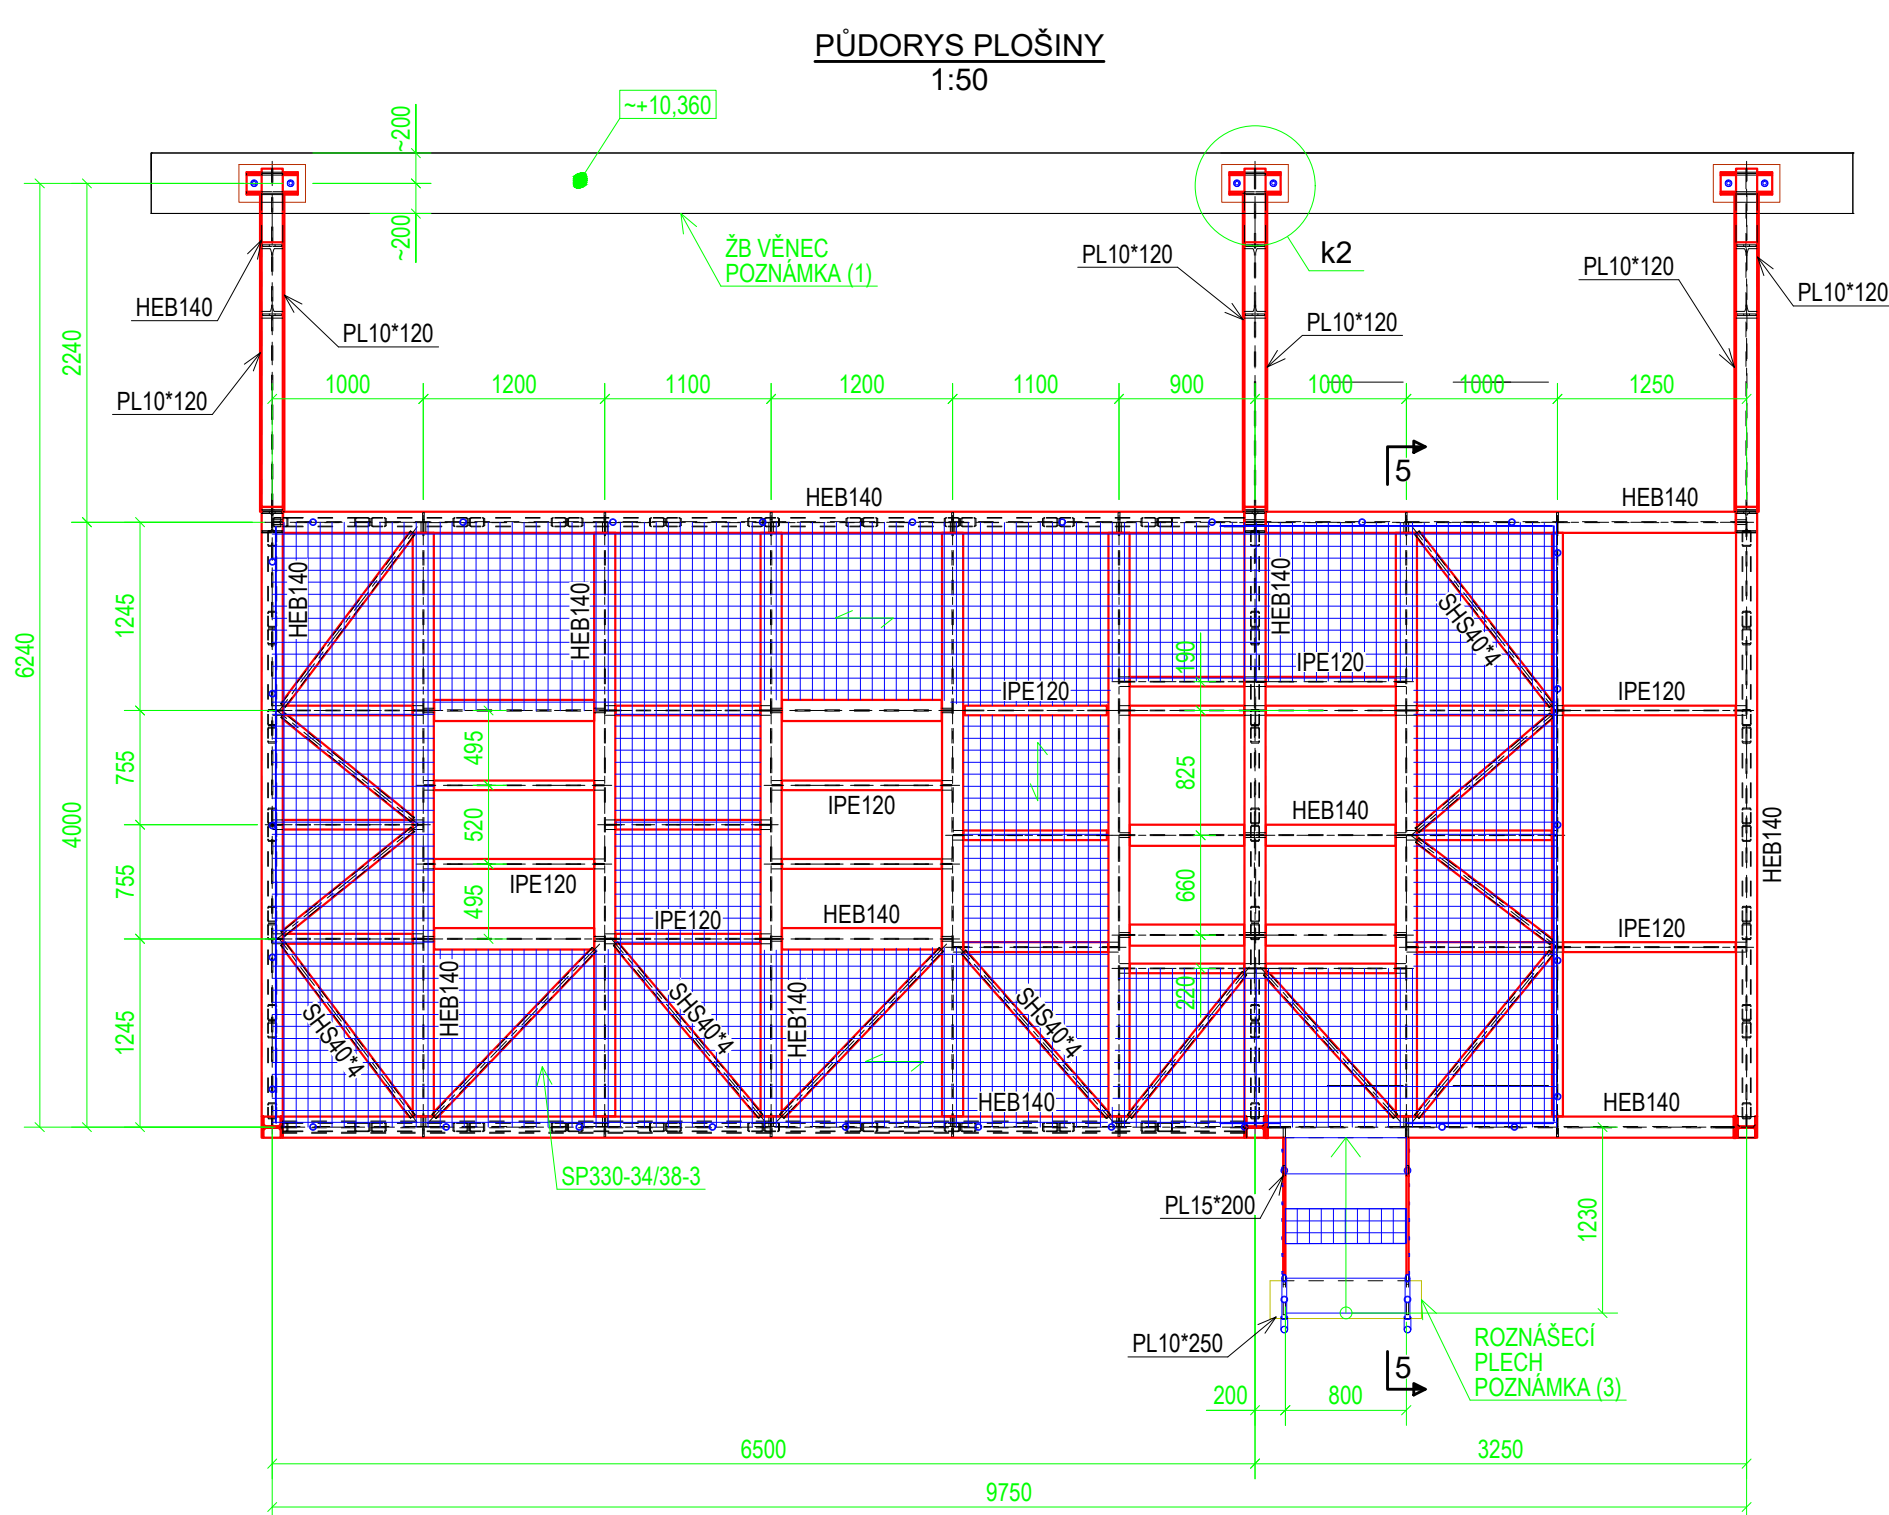 PŮDORYS PLOŠINY
1:50
~200
~+10,360
~200
ŽB VĚNEC
POZNÁMKA (1)
k2
PL10*120
PL10*120
PL10*120
HEB140
PL10*120
PL10*120
PL10*120
2240
1000
1200
1100
1200
1100
900
1000
1000
1250
5
HEB140
HEB140
HEB140
HEB140
HEB140
SHS40*4
1245
6240
190
IPE120
IPE120
IPE120
495
755
825
520
IPE120
HEB140
4000
HEB140
755
IPE120
495
660
IPE120
HEB140
IPE120
HEB140
HEB140
220
SHS40*4
SHS40*4
SHS40*4
1245
HEB140
HEB140
SP330-34/38-3
PL15*200
1230
PL10*250
ROZNÁŠECÍ
PLECH
POZNÁMKA (3)
5
200
800
6500
3250
9750